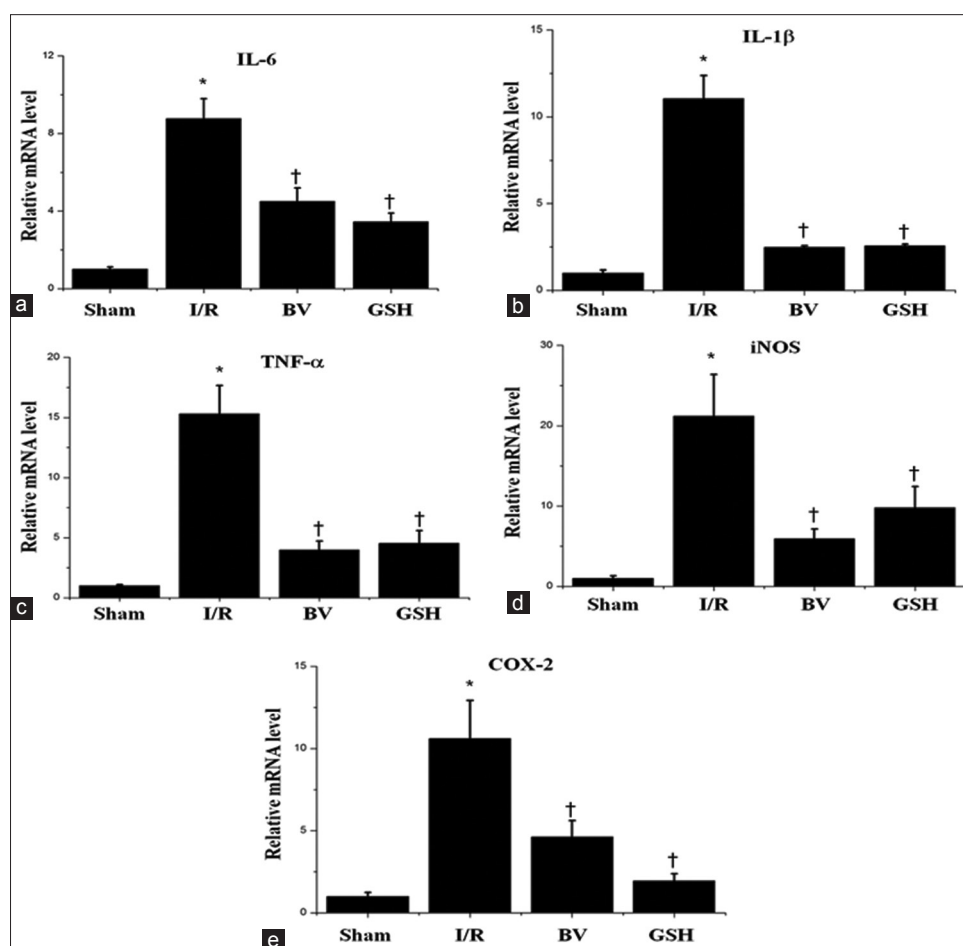 IL-6
*
†
†
12
8
4
0
Relative mRNA level
Sham I/R BV GSH
a
IL-1β
*
†
†
15
10
5
0
Relative mRNA level
Sham I/R BV GSH
b
TNF-α
*
†
†
20
15
10
5
0
Relative mRNA level
Sham I/R BV GSH
c
iNOS
*
†
†
30
20
10
0
Relative mRNA level
Sham I/R BV GSH
d
COX-2
*
†
†
15
10
5
0
Relative mRNA level
Sham I/R BV GSH
e